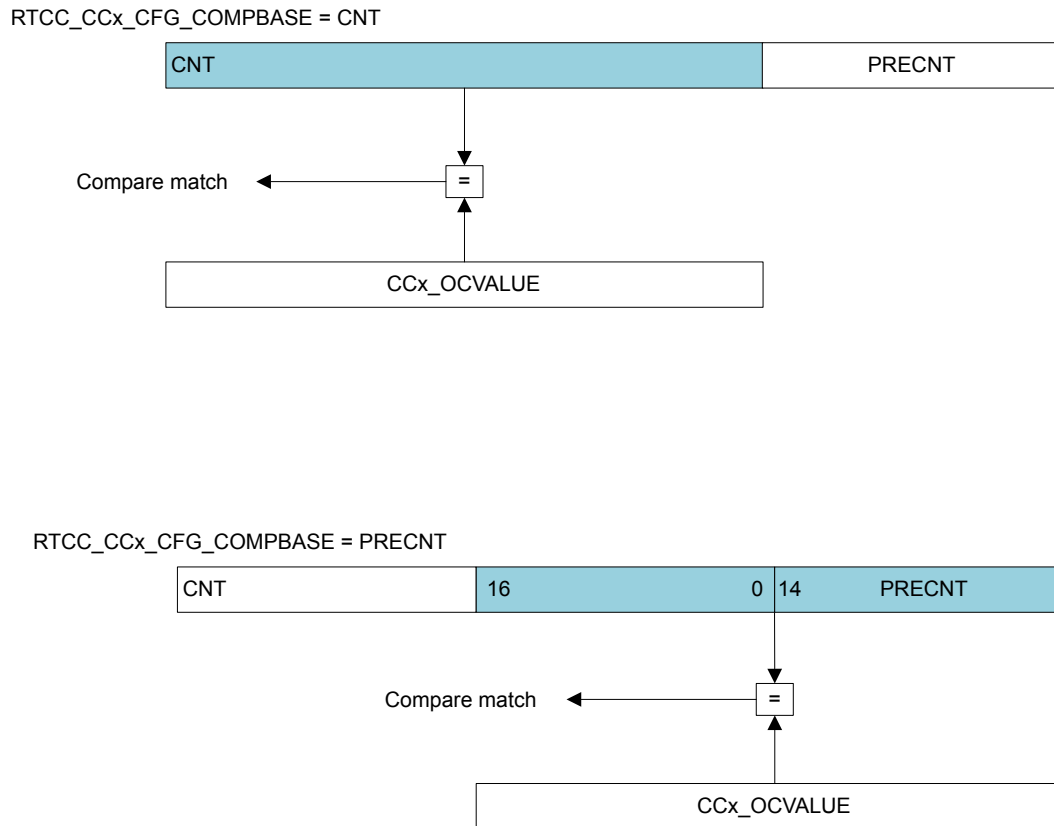 RTCC_CCx_CFG_COMPBASE = CNT
CNT PRECNT
Compare match =
CCx_OCVALUE
RTCC_CCx_CFG_COMPBASE = PRECNT
CNT 16 0 14 PRECNT
Compare match =
CCx_OCVALUE